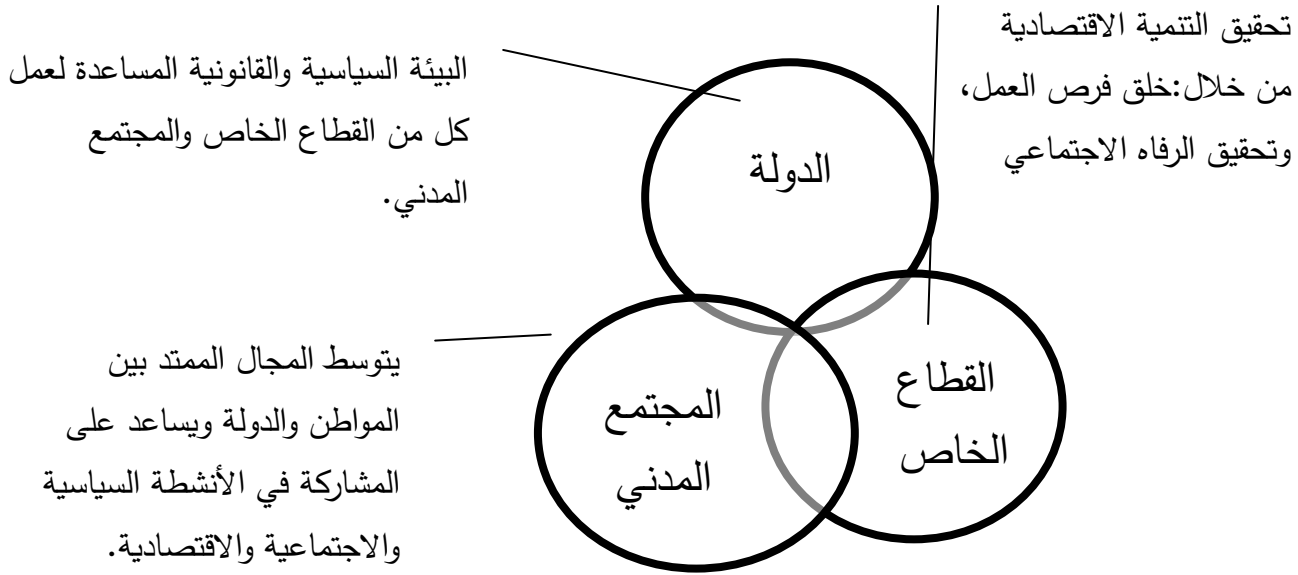 تحقيق التنمية الاقتصادية
من خلال:خلق فرص العمل،
وتحقيق الرفاه الاجتماعي
البيئة السياسية والقانونية المساعدة لعمل
كل من القطاع الخاص والمجتمع
المدني.
الدولة
القطاع
الخاص
المجتمع
المدني
يتوسط المجال الممتد بين
المواطن والدولة ويساعد على
المشاركة في الأنشطة السياسية
والاجتماعية والاقتصادية.